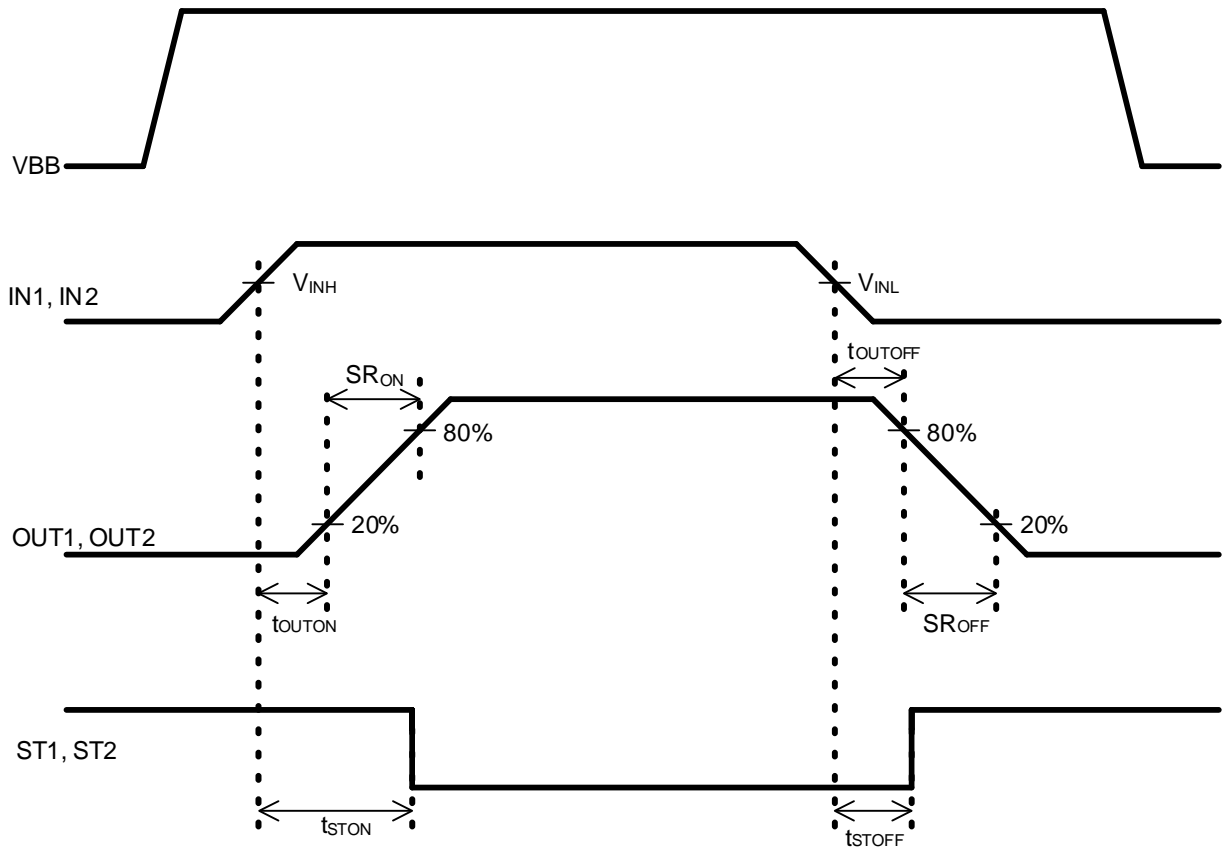 VBB
IN1, IN2
VINH
VINL
tOUTOFF
SRON
80%
80%
20%
20%
OUT1, OUT2
tOUTON
SROFF
ST1, ST2
tSTON
tSTOFF